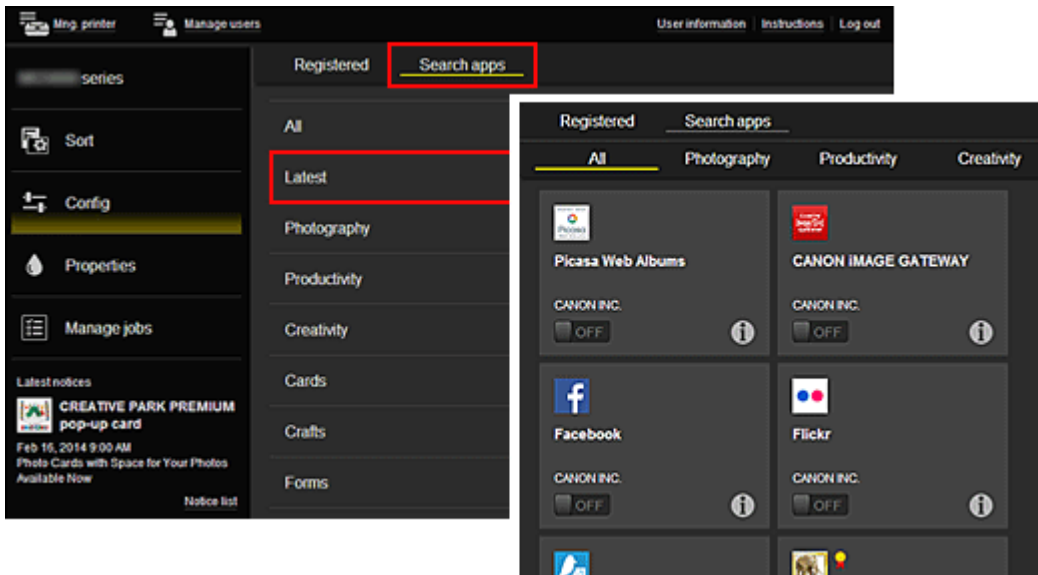 Mng. printer
Manage users
User information
Instructions
Log out
series
Sort
Config
Properties
Manage jobs
Latest notices
CREATIVE PARK PREMIUM
pop-up card
Feb 16, 2014 9:00 AM
Photo Cards with Space for Your Photos
Available Now
Notice list
Registered
Search apps
All
Latest
Photography
Productivity
Creativity
Cards
Crafts
Forms
Registered
Search apps
All
Photography
Productivity
Creativity
Picasa
Picasa Web Albums
CANON INC.
OFF
CANON iMAGE GATEWAY
CANON INC.
OFF
Facebook
CANON INC.
OFF
Flickr
CANON INC.
OFF